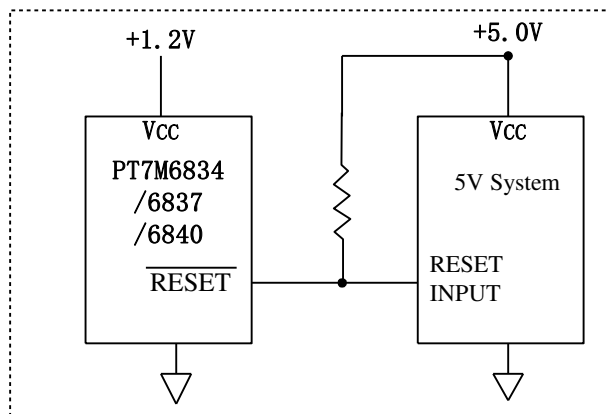 +1.2V
+5.0V
VCC
PT7M6834
/6837
/6840
RESET
VCC
5V System
RESET
INPUT